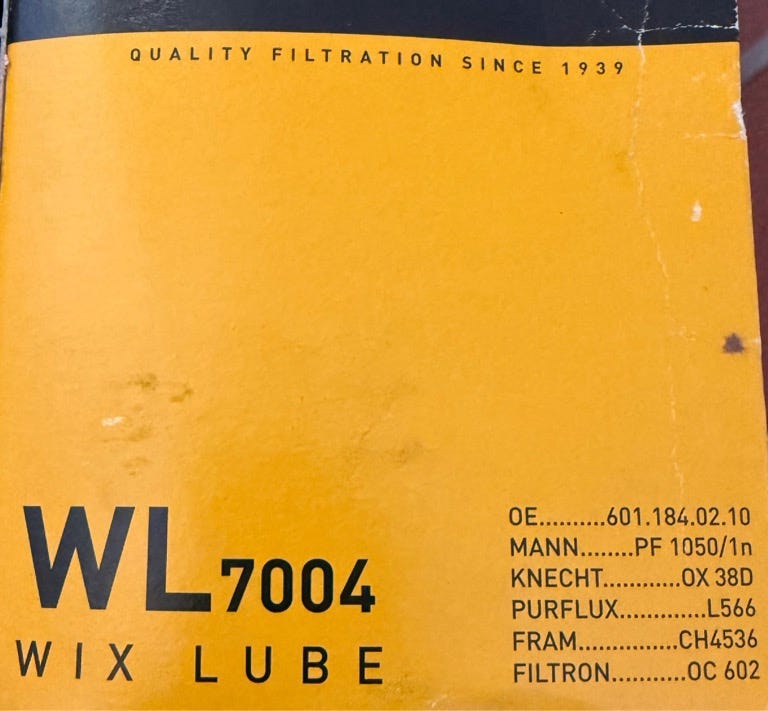 QUALITY FILTRATION SINCE 1939
WL7004
WIX LUBE
OE..........601.184.02.10
MANN........PF 1050/1n
KNECHT............OX 38D
PURFLUX.............L566
FRAM...............CH4536
FILTRON...........OC 602